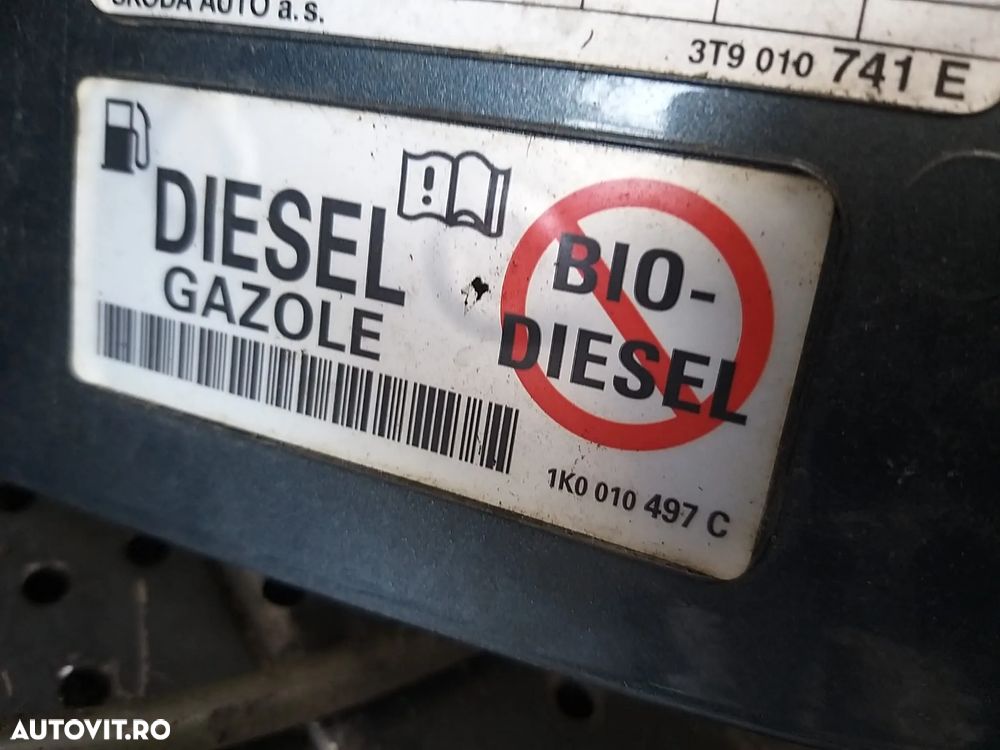 ŠKODA AUTO a. s.
3T9 010 741 E
DIESEL
GAZOLE
BIO-
DIESEL
1K0 010 497 C
AUTOVIT.RO